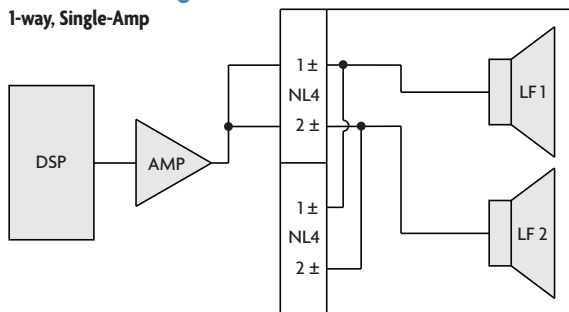 1-way, Single-Amp
DSP
AMP
1 ±
NL4
2 ±
1 ±
NL4
2 ±
LF 1
LF 2